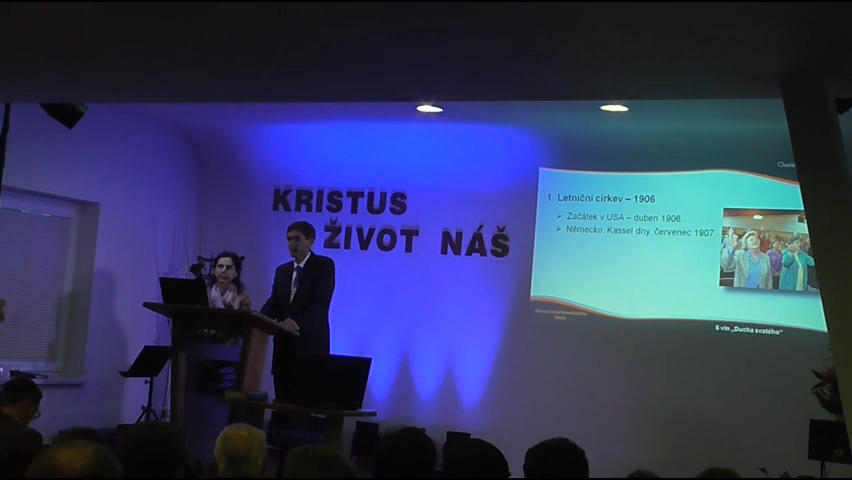 KRISTUS
ŽIVOT NÁŠ
1. Letniční církev – 1906
Začátek v USA – duben 1906
Německo: Kassel dny, červenec 1907
6 vln „Ducha svatého“